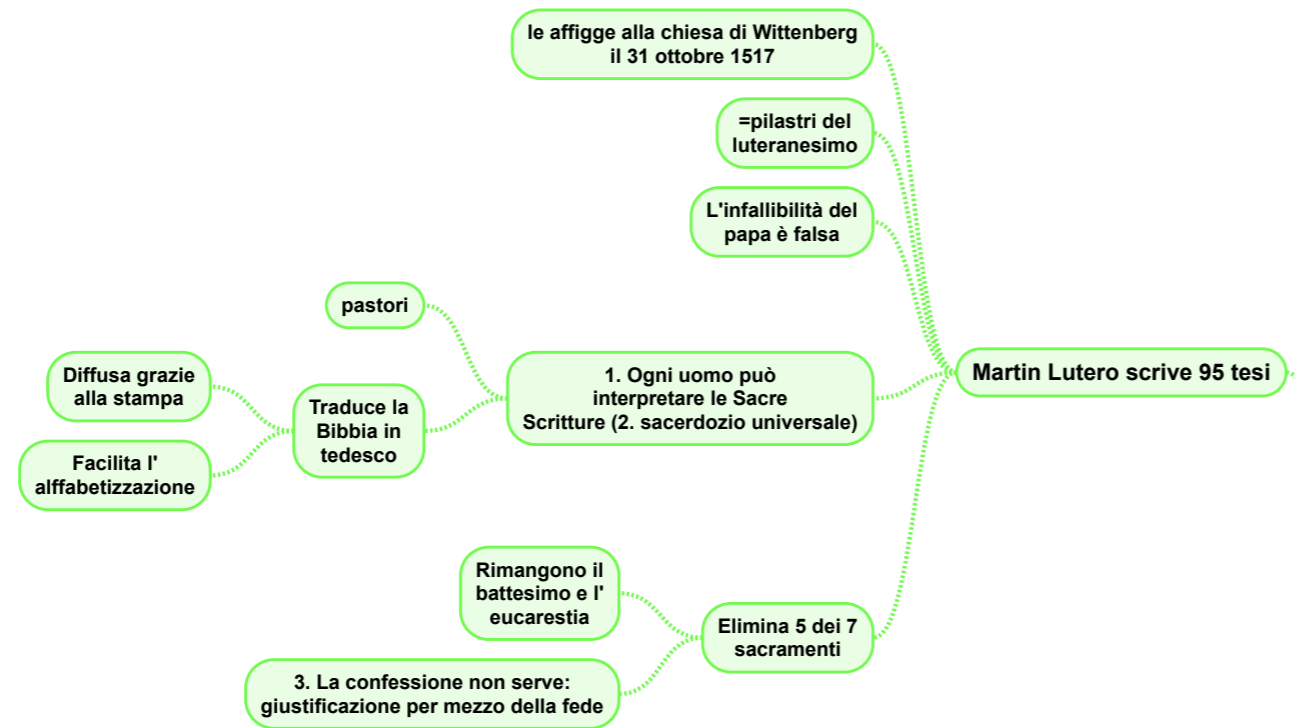 le affigge alla chiesa di Wittenberg
il 31 ottobre 1517
=pilastri del
luteranesimo
L'infallibilità del
papa è falsa
pastori
Diffusa grazie
alla stampa
Facilita l'
alffabetizzazione
Traduce la
Bibbia in
tedesco
1. Ogni uomo può
interpretare le Sacre
Scritture (2. sacerdozio universale)
Martin Lutero scrive 95 tesi
Rimangono il
battesimo e l'
eucarestia
3. La confessione non serve:
giustificazione per mezzo della fede
Elimina 5 dei 7
sacramenti